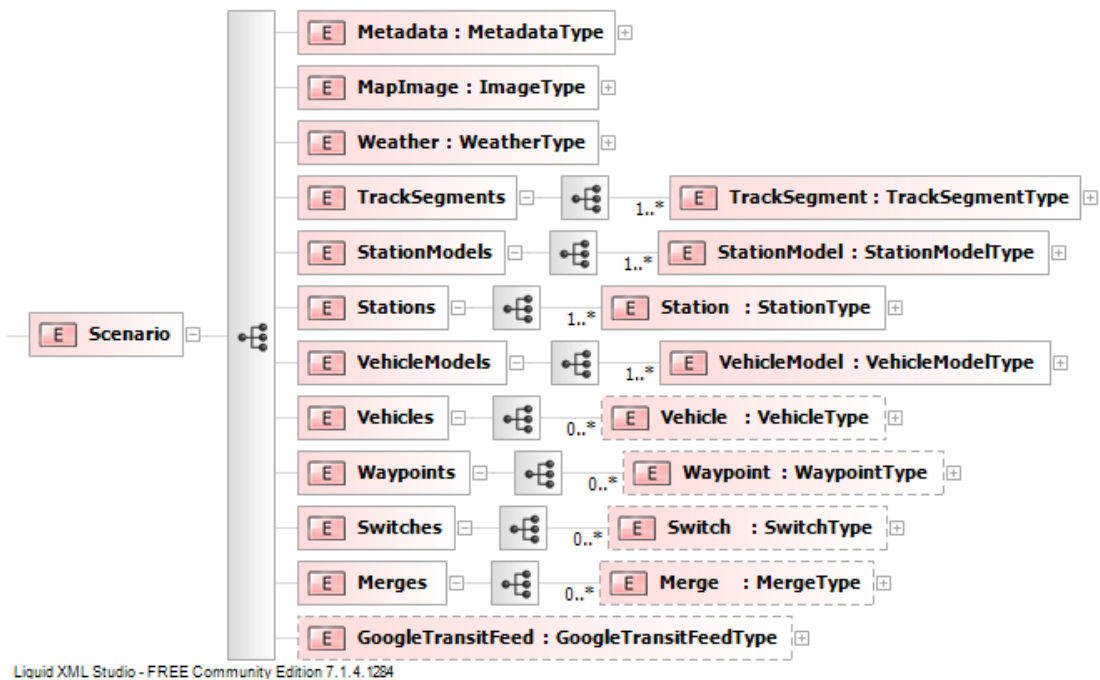 E Metadata : MetadataType
E MapImage : ImageType
E Weather : WeatherType
E TrackSegments 1..* E TrackSegment : TrackSegmentType
E StationModels 1..* E StationModel : StationModelType
E Stations 1..* E Station : StationType
E Scenario
E VehicleModels 1..* E VehicleModel : VehicleModelType
E Vehicles 0..* E Vehicle : VehicleType
E Waypoints 0..* E Waypoint : WaypointType
E Switches 0..* E Switch : SwitchType
E Merges 0..* E Merge : MergeType
E GoogleTransitFeed : GoogleTransitFeedType
Liquid XML Studio - FREE Community Edition 7.1.4.1284